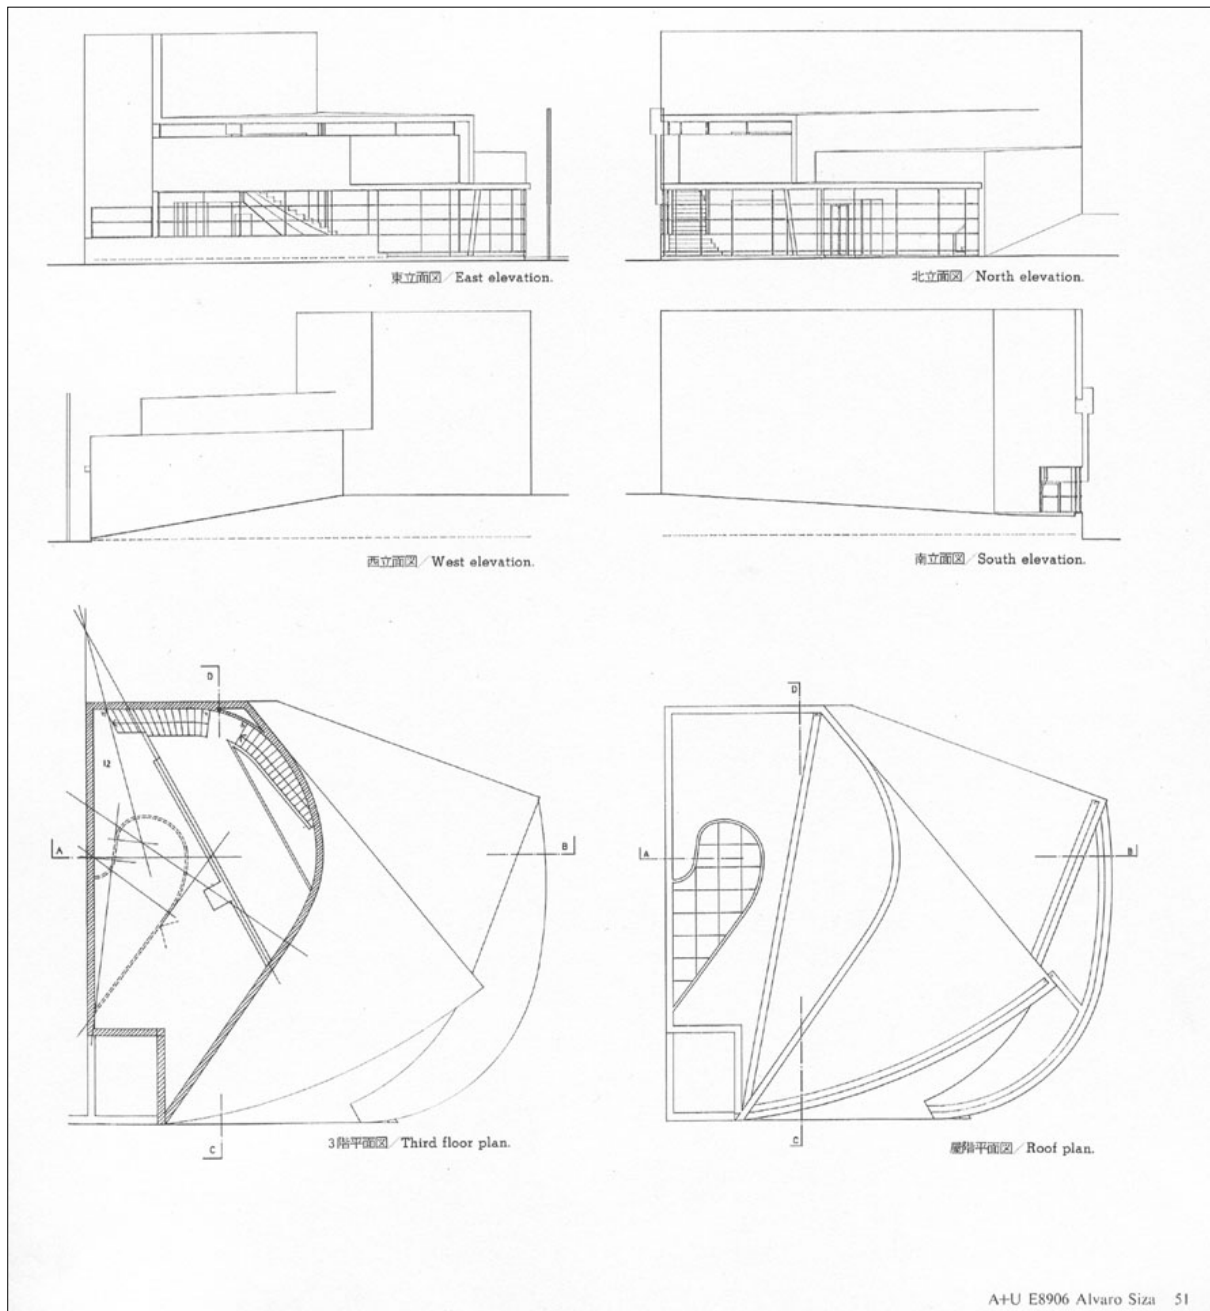 東立面図／East elevation.
北立面図／North elevation.
西立面図／West elevation.
南立面図／South elevation.
D
12
A
B
C
3階平面図／Third floor plan.
D
A
B
C
屋階平面図／Roof plan.
A+U E8906 Alvaro Siza 51